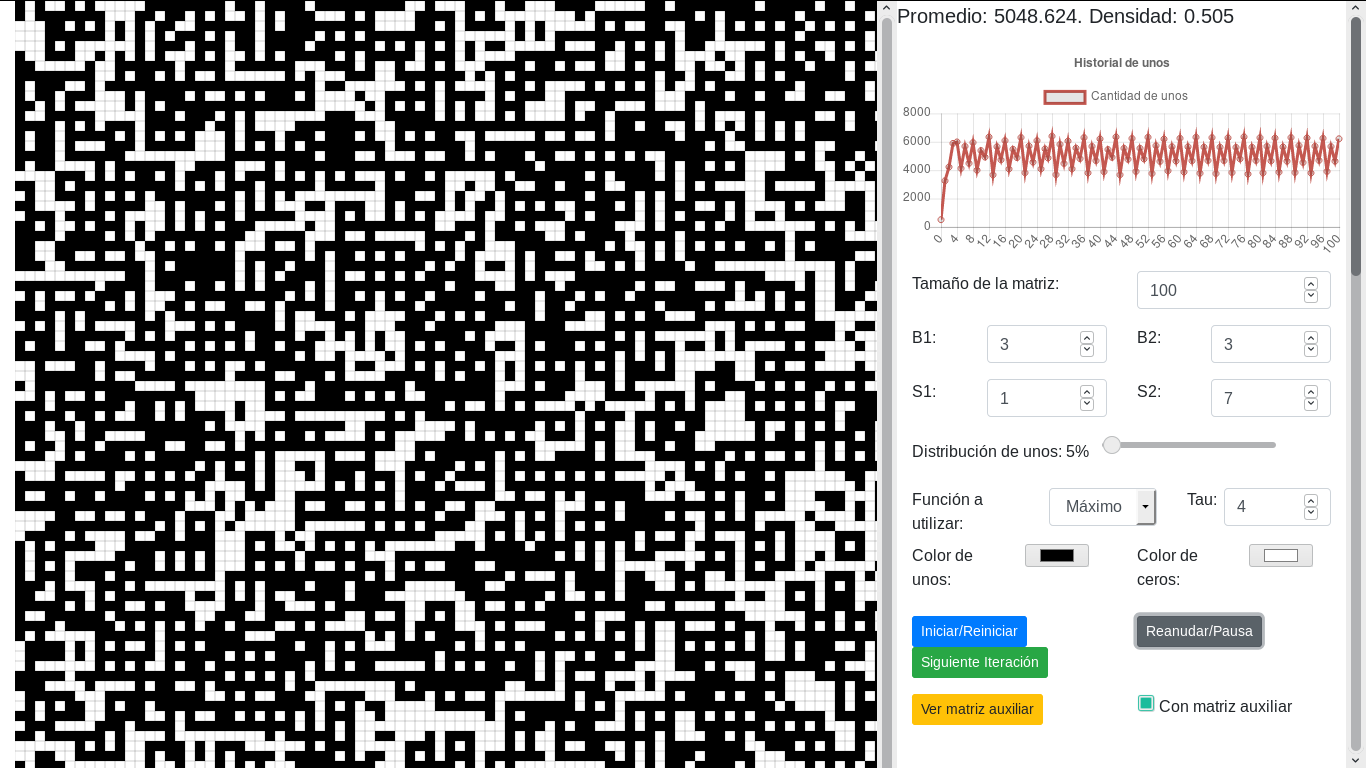 Promedio: 5048.624. Densidad: 0.505
Historial de unos
Cantidad de unos
8000
6000
4000
2000
0
0 4 8 12 16 20 24 28 32 36 40 44 48 52 56 60 64 68 72 76 80 84 88 92 96 100
Tamaño de la matriz: 100
B1: 3 B2: 3
S1: 1 S2: 7
Distribución de unos: 5%
Función a utilizar: Máximo Tau: 4
Color de unos: Color de ceros:
Iniciar/Reiniciar Reanudar/Pausa
Siguiente Iteración
Ver matriz auxiliar Con matriz auxiliar